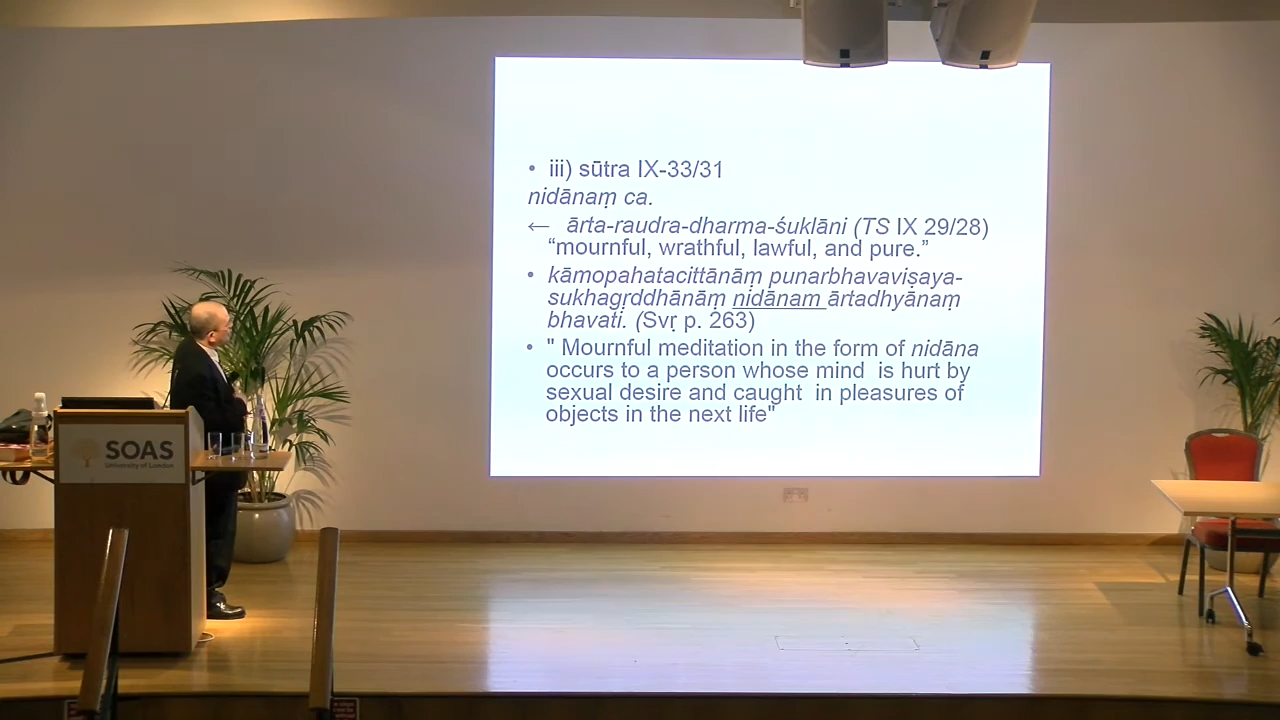 • iii) sūtra IX-33/31
nidānaṃ ca.
← ārta-raudra-dharma-śuklāni (TS IX 29/28)
“mournful, wrathful, lawful, and pure.”
• kāmopahatacittānāṃ punarbhavaviṣaya-
sukhagṛddhānāṃ nidānam ārtadhyānaṃ
bhavati. (Svṛ p. 263)
• " Mournful meditation in the form of nidāna
occurs to a person whose mind is hurt by
sexual desire and caught in pleasures of
objects in the next life"
SOAS
University of London